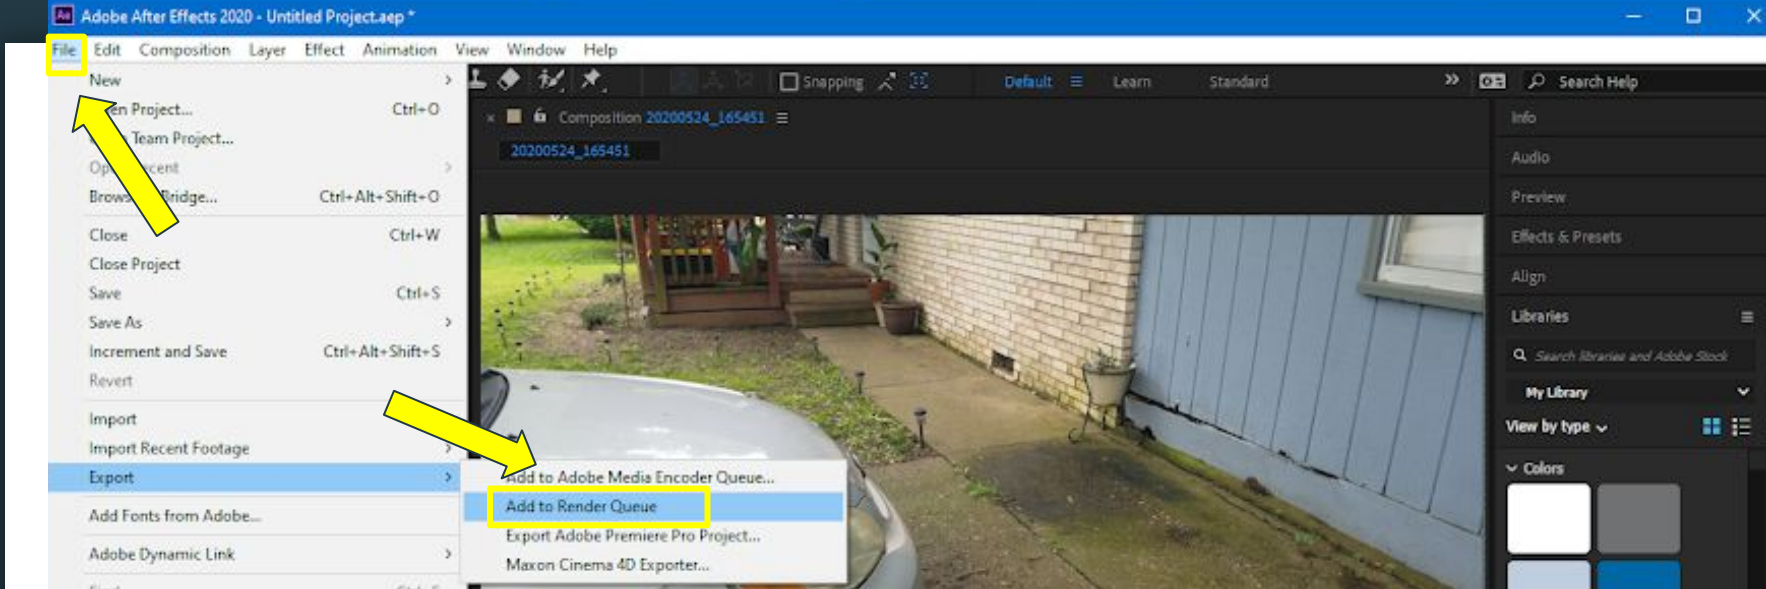 Ae Adobe After Effects 2020 - Untitled Project.aep *
File Edit Composition Layer Effect Animation View Window Help
New
Project... Ctrl+O
Team Project...
Browse Bridge... Ctrl+Alt+Shift+O
Close Ctrl+W
Close Project
Save Ctrl+S
Save As
Increment and Save Ctrl+Alt+Shift+S
Revert
Import
Import Recent Footage
Export
Add Fonts from Adobe...
Adobe Dynamic Link
Add to Adobe Media Encoder Queue...
Add to Render Queue
Export Adobe Premiere Pro Project...
Maxon Cinema 4D Exporter...
Snapping Default Learn Standard Search Help
Composition 20200524_165451
20200524_165451
Info
Audio
Preview
Effects & Presets
Align
Libraries
Search libraries and Adobe Stock
My Library
View by type
Colors